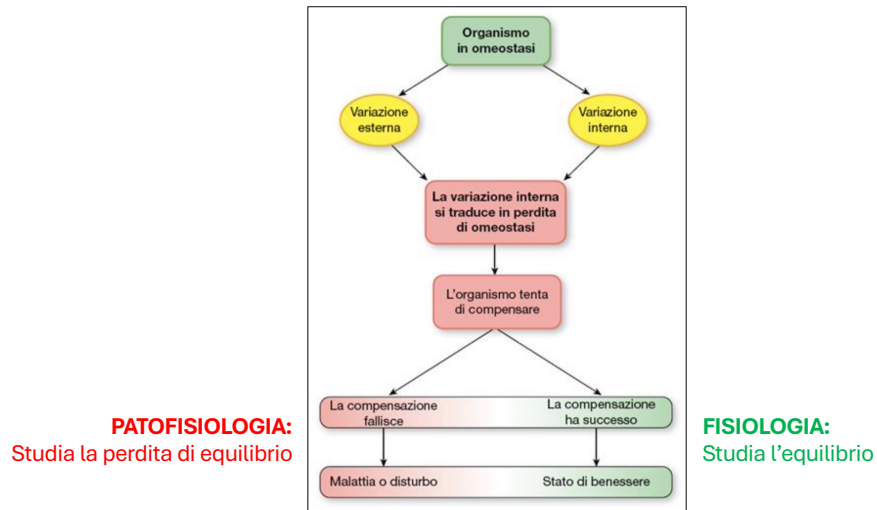 Organismo
in omeostasi
Variazione
esterna
Variazione
interna
La variazione interna
si traduce in perdita
di omeostasi
L'organismo tenta
di compensare
La compensazione
fallisce
La compensazione
ha successo
PATOFISIOLOGIA:
Studia la perdita di equilibrio
FISIOLOGIA:
Studia l'equilibrio
Malattia o disturbo
Stato di benessere